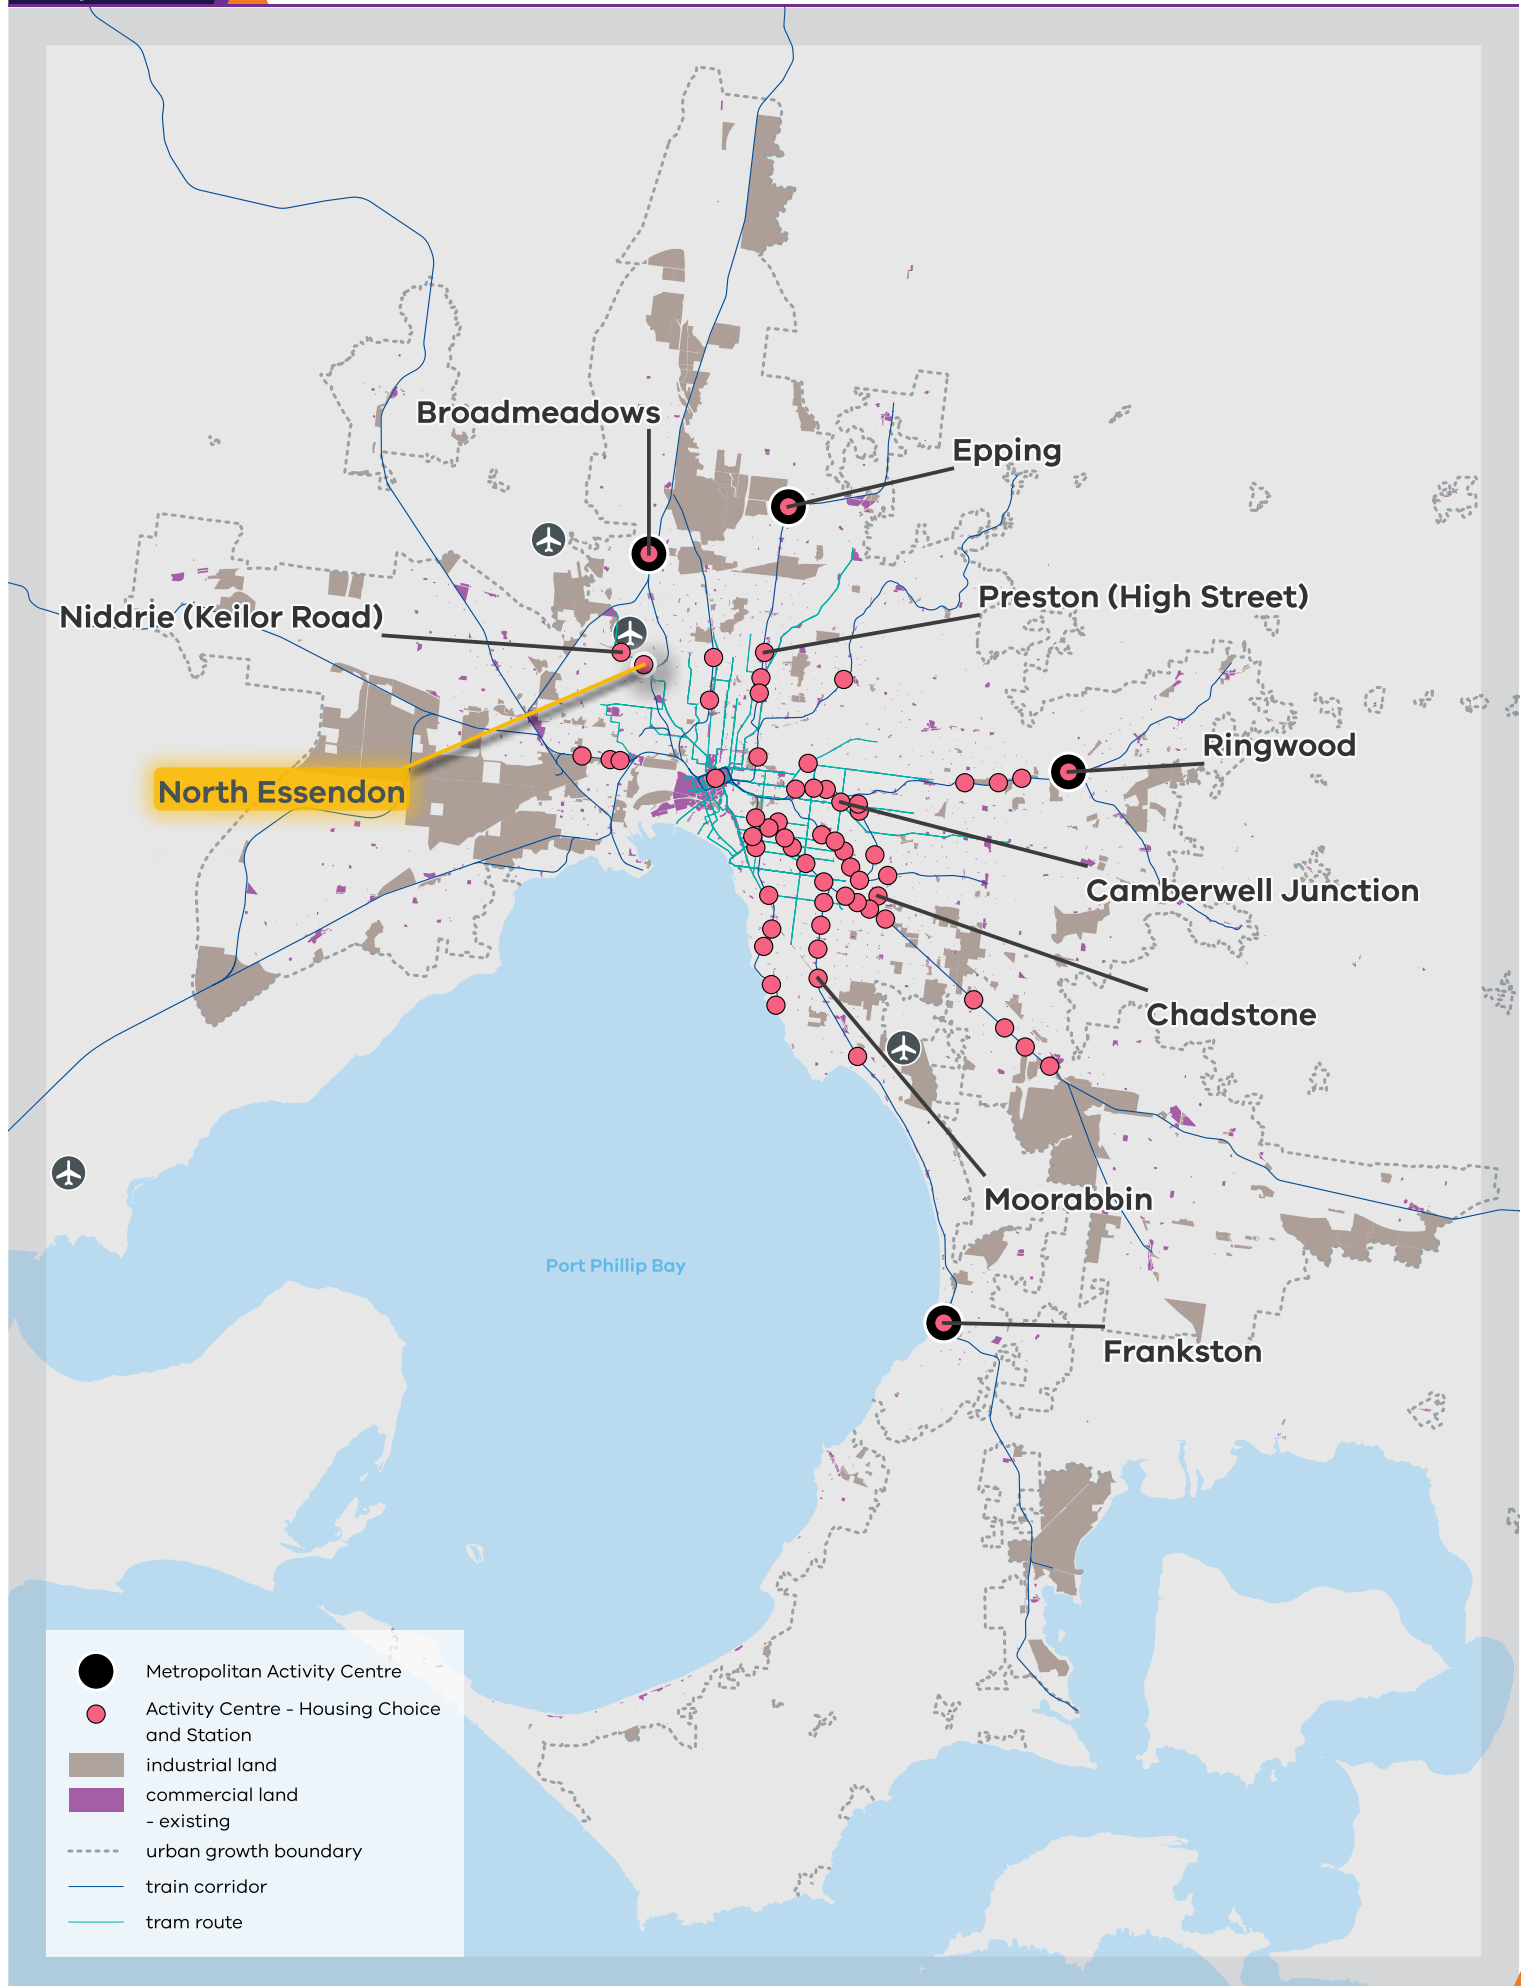 Broadmeadows
Epping
Preston (High Street)
Niddrie (Keilor Road)
Ringwood
North Essendon
Camberwell Junction
Chadstone
Moorabbin
Port Phillip Bay
Frankston
Metropolitan Activity Centre
Activity Centre - Housing Choice
and Station
industrial land
commercial land
- existing
urban growth boundary
train corridor
tram route